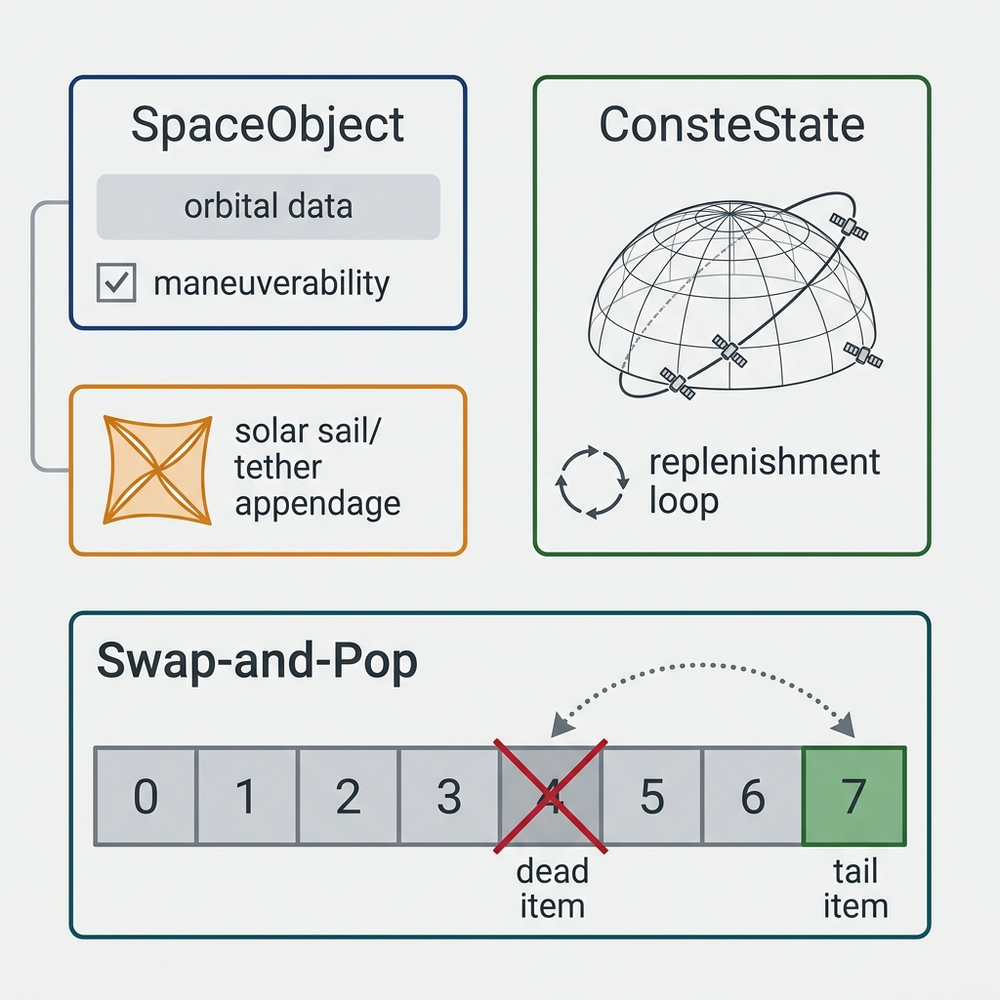 SpaceObject
orbital data
maneuverability
solar sail/
tether
appendage
ConsteState
replenishment
loop
Swap-and-Pop
0 1 2 3 4 5 6 7
dead
item
tail
item